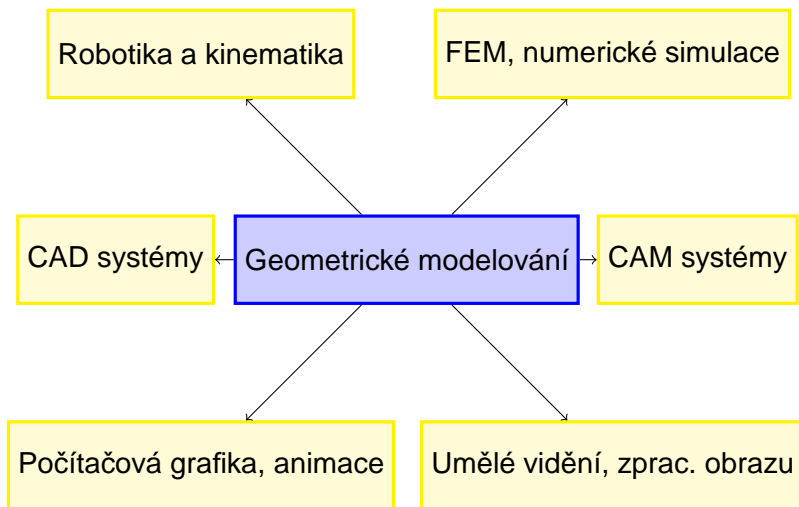 Robotika a kinematika
FEM, numerické simulace
CAD systémy
Geometrické modelování
CAM systémy
Počítačová grafika, animace
Umělé vidění, zprac. obrazu